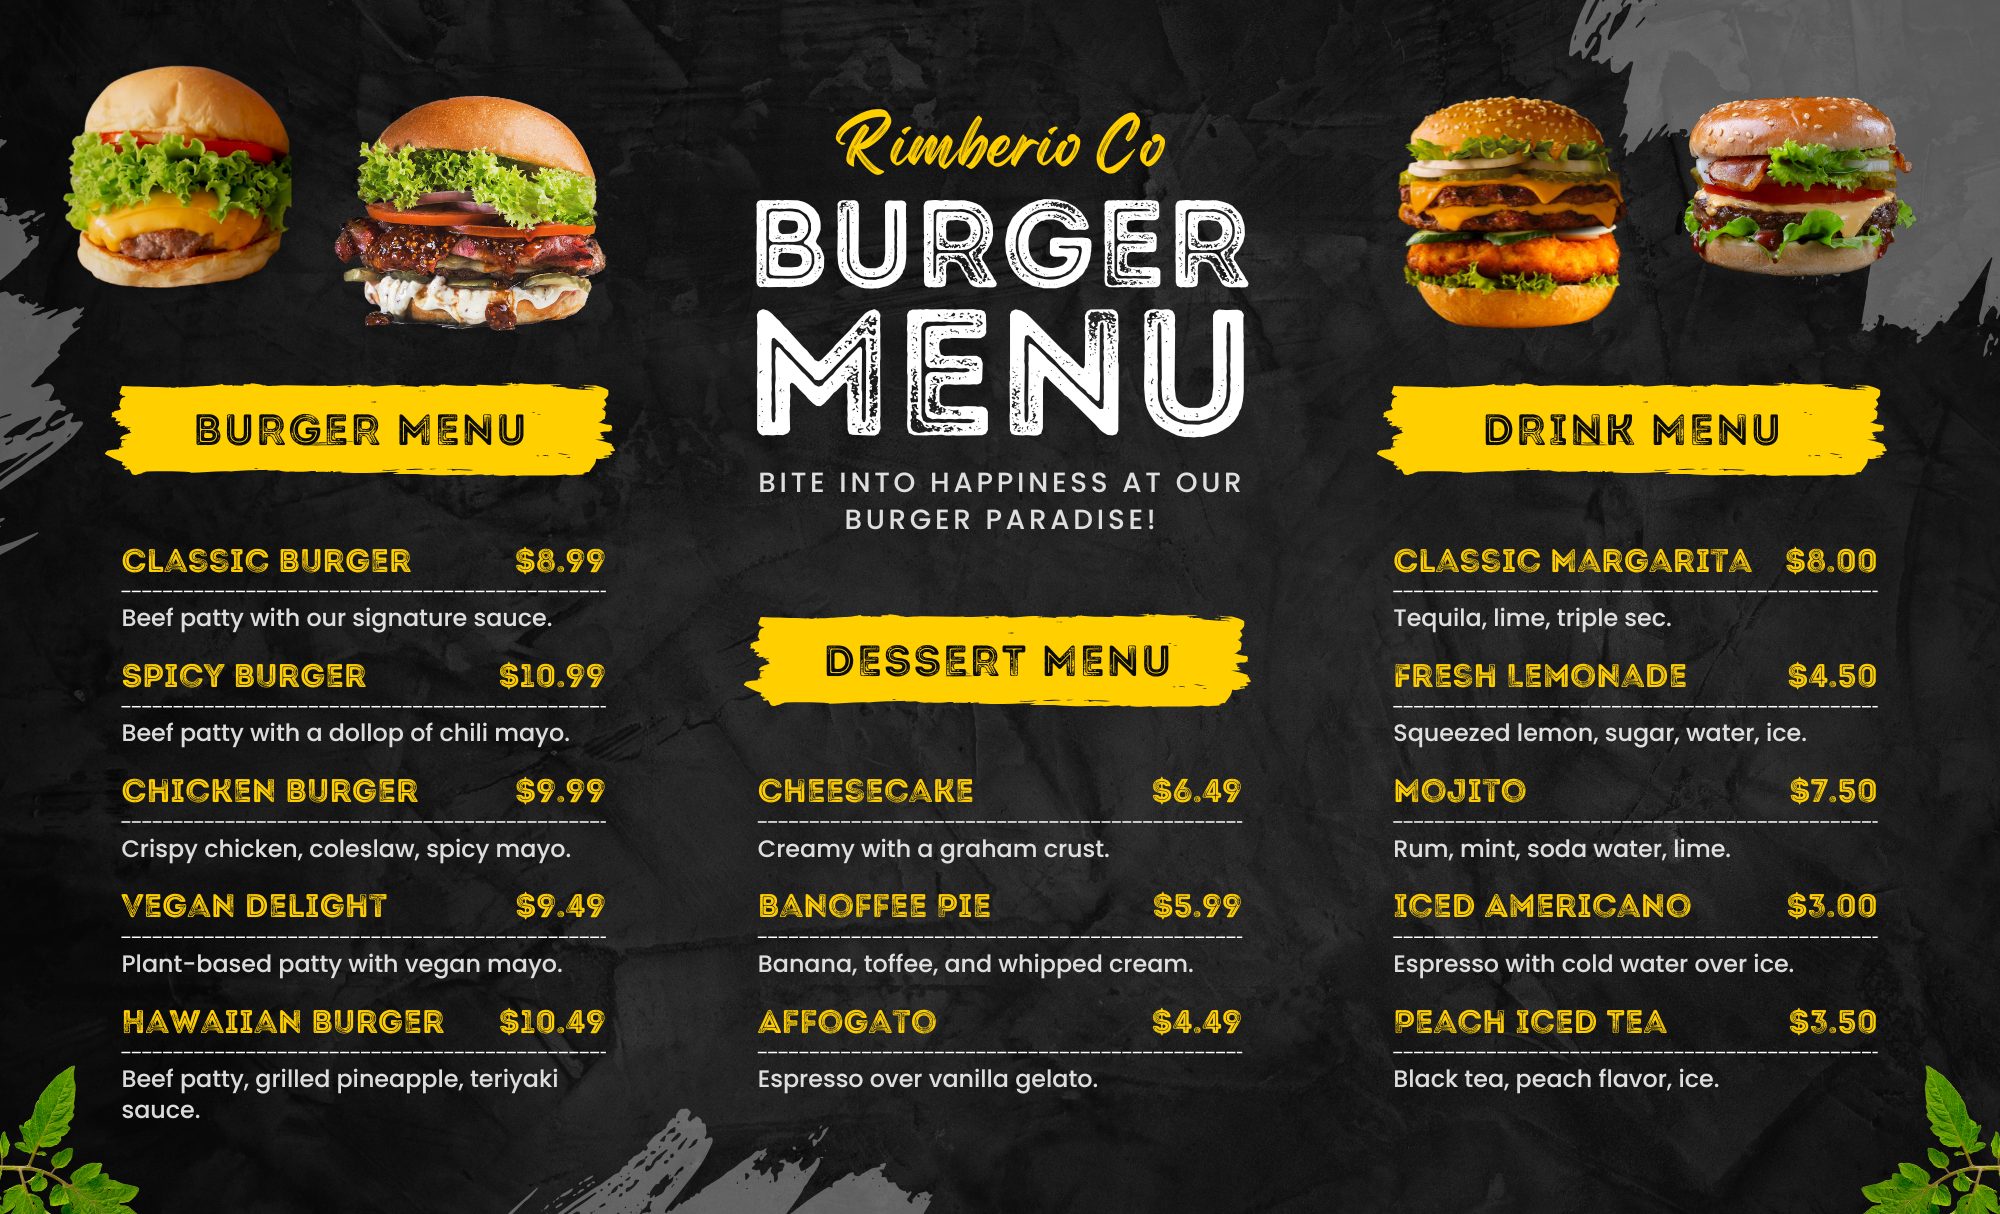 Rimberio Co
BURGER
MENU
BITE INTO HAPPINESS AT OUR
BURGER PARADISE!
BURGER MENU
CLASSIC BURGER $8.99
Beef patty with our signature sauce.
SPICY BURGER $10.99
Beef patty with a dollop of chili mayo.
CHICKEN BURGER $9.99
Crispy chicken, coleslaw, spicy mayo.
VEGAN DELIGHT $9.49
Plant-based patty with vegan mayo.
HAWAIIAN BURGER $10.49
Beef patty, grilled pineapple, teriyaki
sauce.
DESSERT MENU
CHEESECAKE $6.49
Creamy with a graham crust.
BANOFFEE PIE $5.99
Banana, toffee, and whipped cream.
AFFOGATO $4.49
Espresso over vanilla gelato.
DRINK MENU
CLASSIC MARGARITA $8.00
Tequila, lime, triple sec.
FRESH LEMONADE $4.50
Squeezed lemon, sugar, water, ice.
MOJITO $7.50
Rum, mint, soda water, lime.
ICED AMERICANO $3.00
Espresso with cold water over ice.
PEACH ICED TEA $3.50
Black tea, peach flavor, ice.